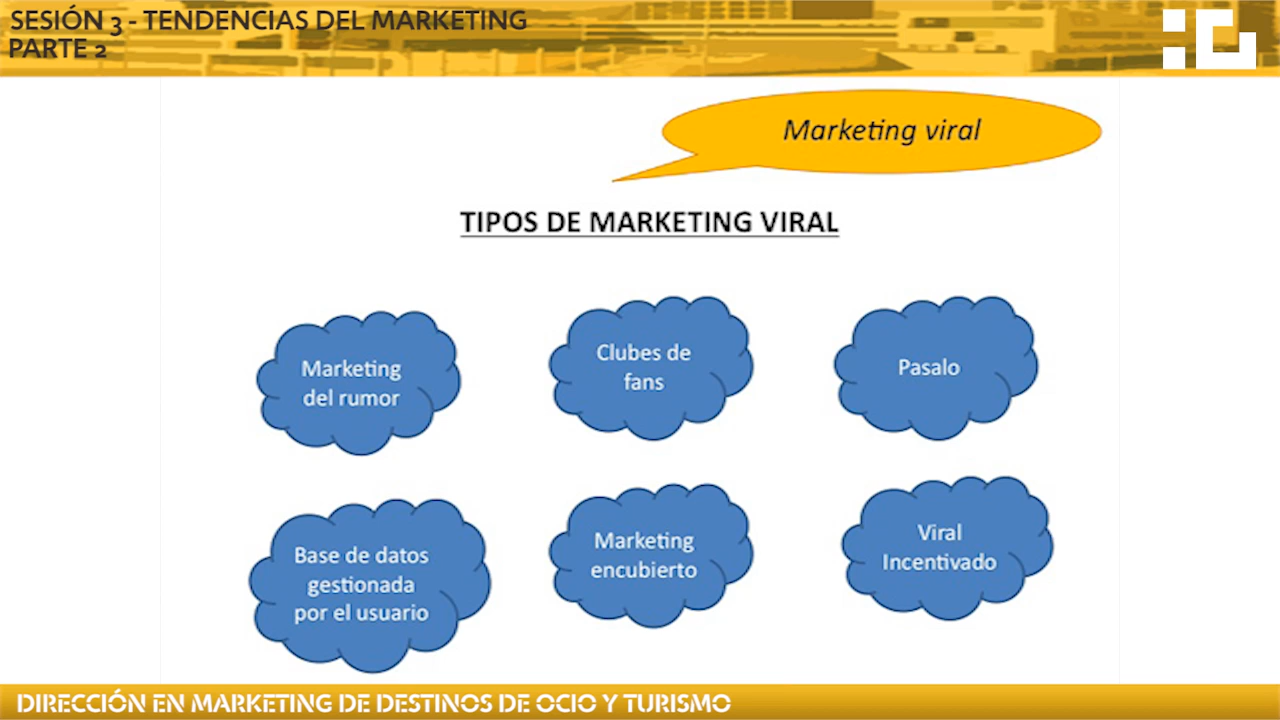 SESIÓN 3 - TENDENCIAS DEL MARKETING
PARTE 2
Marketing viral
TIPOS DE MARKETING VIRAL
Marketing
del rumor
Clubes de
fans
Pasalo
Base de datos
gestionada
por el usuario
Marketing
encubierto
Viral
Incentivado
DIRECCIÓN EN MARKETING DE DESTINOS DE OCIO Y TURISMO